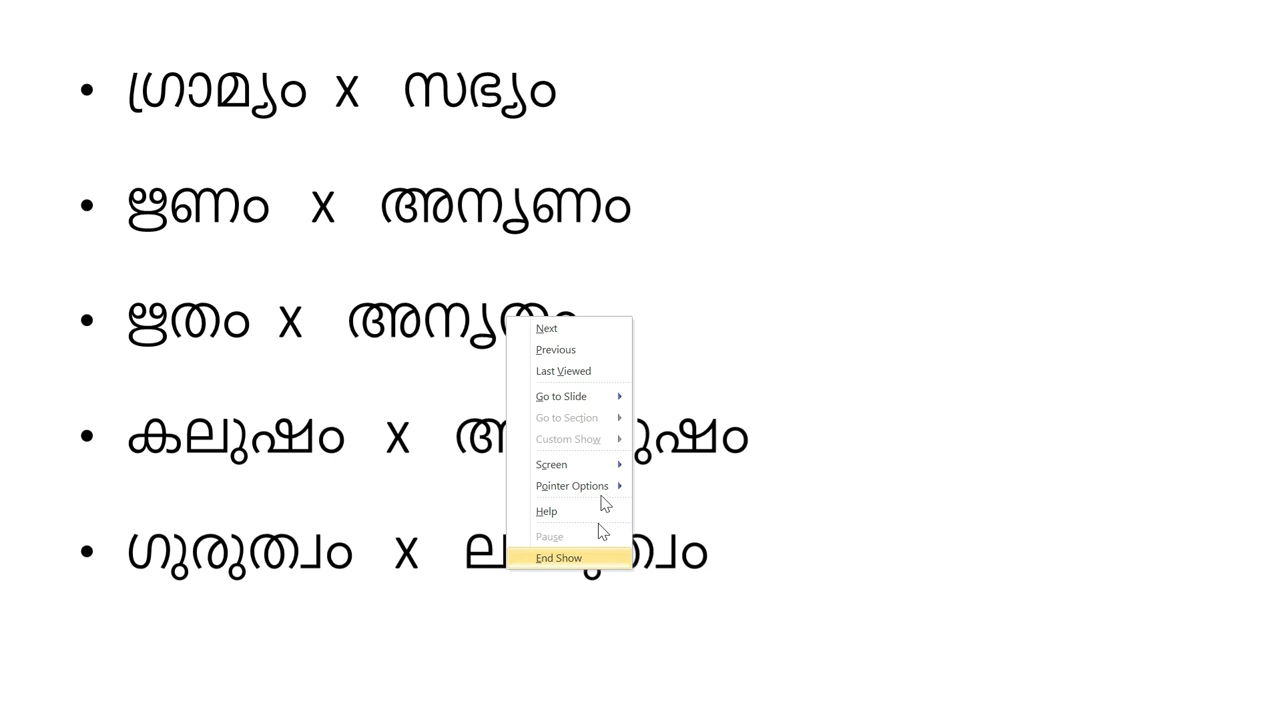 • ഗ്രാമ്യം x സഭ്യം
• ഋണം x അനൃണം
• ഋതം x അനൃതം
• കലുഷം x
• ഗുരുത്വം x
Next
Previous
Last Viewed
Go to Slide
Go to Section
Custom Show
Screen
Pointer Options
Help
Pause
End Show